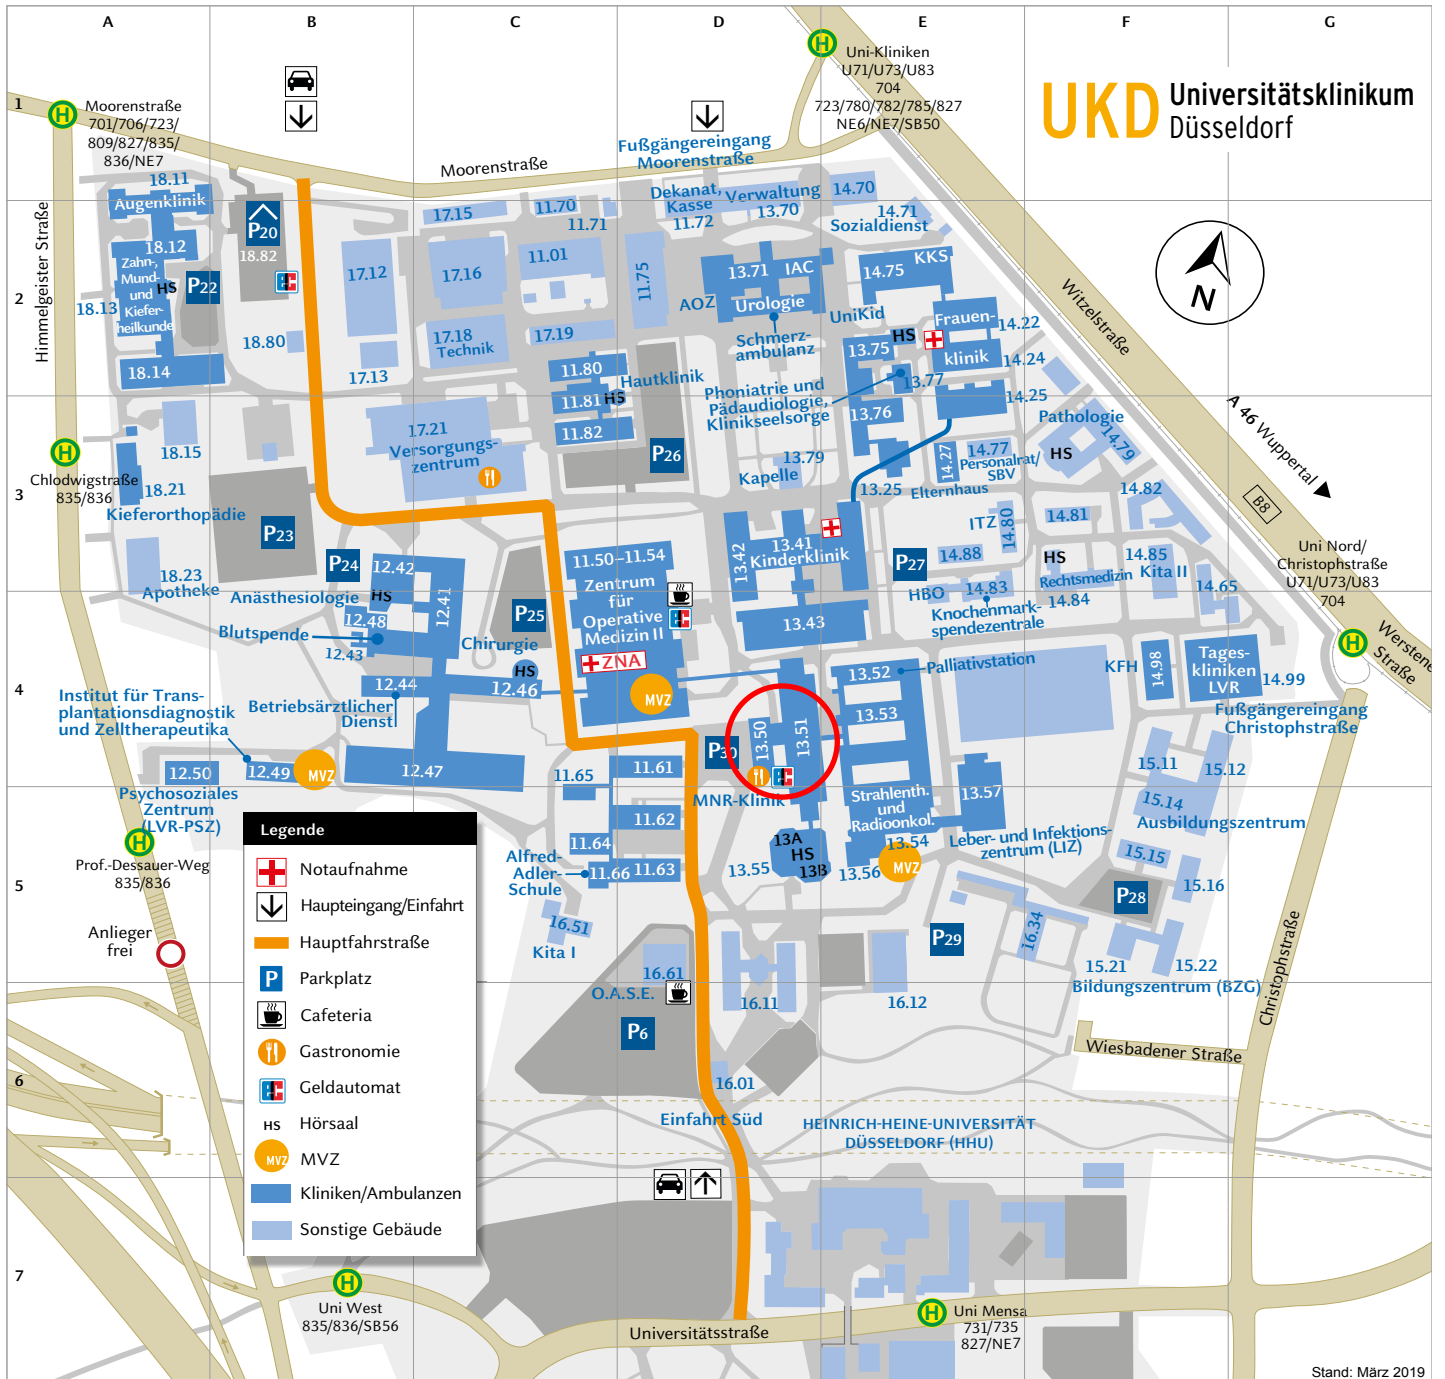 A B C D E F G
1
2
3
4
5
6
7
UKD Universitätsklinikum
Düsseldorf
N
Moorenstraße
701/706/723/
809/827/835/
836/NE7
Uni-Kliniken
U71/U73/U83
704
723/780/782/785/827
NE6/NE7/SB50
Fußgängereingang
Moorenstraße
Moorenstraße
Himmelgeister Straße
Witzelstraße
A 46 Wuppertal
B8
18.11
Augenklinik
18.12
Zahn-,
Mund-
und
Kiefer-
heilkunde
HS
P22
18.13
18.14
P20
18.82
18.80
17.12
17.13
17.15
17.16
17.18
Technik
17.19
11.70
11.71
11.01
11.75
Dekanat,
Kasse
11.72
Verwaltung
13.70
14.70
14.71
Sozialdienst
13.71
IAC
AOZ
Urologie
Schmerz-
ambulanz
14.75
KKS
UniKid
HS
Frauen-
klinik
14.22
14.24
14.25
13.75
13.77
13.76
Phoniatrie und
Pädaudiologie,
Klinikseelsorge
11.80
11.81
HS
11.82
Hautklinik
P26
17.21
Versorgungs-
zentrum
13.79
Kapelle
14.27
14.77
Personalrat/
SBV
13.25
Elternhaus
Pathologie
HS
14.79
14.82
14.81
ITZ
14.80
HS
Rechtsmedizin
14.84
14.85
Kita II
14.65
14.88
14.83
HBO
Knochenmark-
spendezentrale
P27
Chlodwigstraße
835/836
18.15
18.21
Kieferorthopädie
18.23
Apotheke
P23
P24
12.42
HS
12.41
Anästhesiologie
12.48
Blutspende
12.43
12.44
Betriebsärztlicher
Dienst
12.46
12.47
Chirurgie
HS
P25
11.50–11.54
Zentrum
für
Operative
Medizin II
ZNA
MVZ
13.42
13.41
Kinderklinik
13.43
Uni Nord/
Christophstraße
U71/U73/U83
704
Werstener
Straße
Institut für Trans-
plantationsdiagnostik
und Zelltherapeutika
12.50
12.49
MVZ
Psychosoziales
Zentrum
(LVR-PSZ)
Prof.-Dessauer-Weg
835/836
Anlieger
frei
P30
13.50
13.51
MNR-Klinik
13.52
Palliativstation
13.53
Strahlenth.
und
Radioonkol.
13.54
13.56
MVZ
13.57
Leber- und Infektions-
zentrum (LIZ)
13A
HS
13B
13.55
KFH
14.98
Tages-
kliniken
LVR
14.99
Fußgängereingang
Christophstraße
15.11
15.12
15.14
Ausbildungszentrum
15.15
15.16
P28
15.21
15.22
Bildungszentrum (BZG)
16.34
P29
16.12
16.11
11.65
11.61
11.62
11.64
11.66
11.63
Alfred-
Adler-
Schule
16.51
Kita I
16.61
O.A.S.E.
P6
16.01
Einfahrt Süd
Christophstraße
Wiesbadener Straße
HEINRICH-HEINE-UNIVERSITÄT
DÜSSELDORF (HHU)
Legende
Notaufnahme
Haupteingang/Einfahrt
Hauptfahrstraße
P Parkplatz
Cafeteria
Gastronomie
Geldautomat
HS Hörsaal
MVZ MVZ
Kliniken/Ambulanzen
Sonstige Gebäude
H
Uni West
835/836/SB56
Universitätsstraße
H
Uni Mensa
731/735
827/NE7
Stand: März 2019